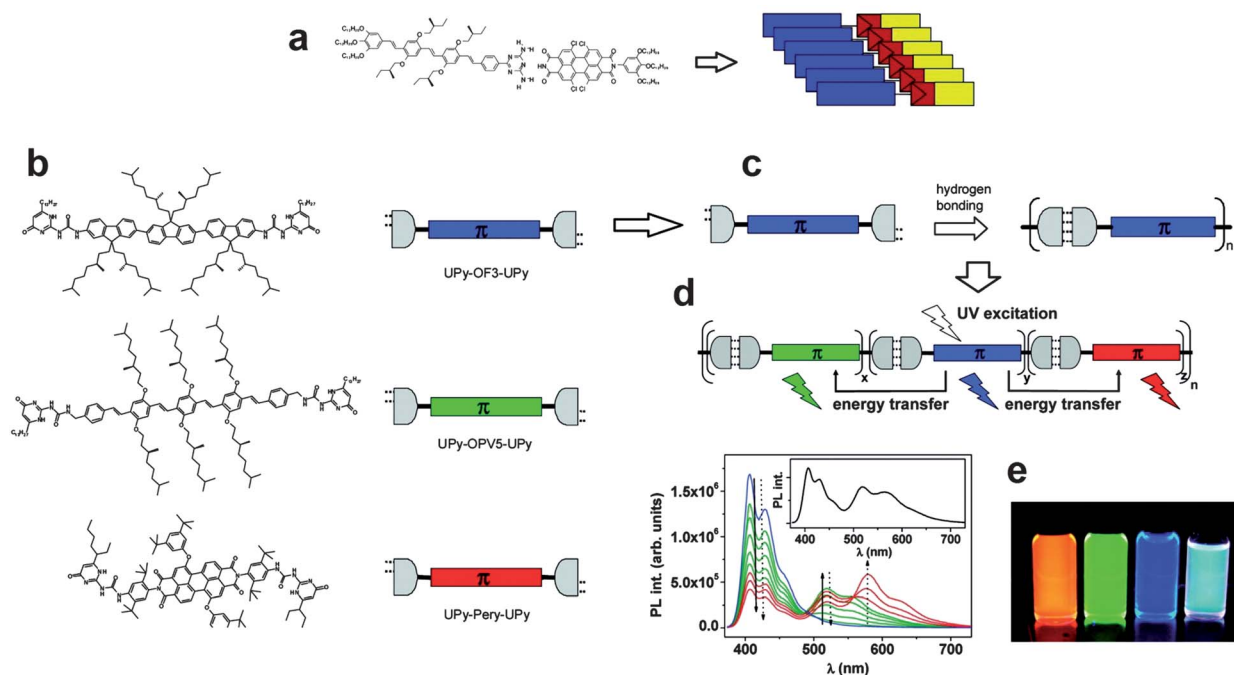 a
b
c
d
e
UPy-OF3-UPy
UPy-OPV5-UPy
UPy-Pery-UPy
π
π
π
hydrogen
bonding
π
π
n
UV excitation
π
x
π
y
π
z
n
energy transfer
energy transfer
PL int. (arb. units)
1.5x10⁶
1.0x10⁶
5.0x10⁵
0.0
400 500 600 700
λ (nm)
PL int.
400 500 600 700
λ (nm)